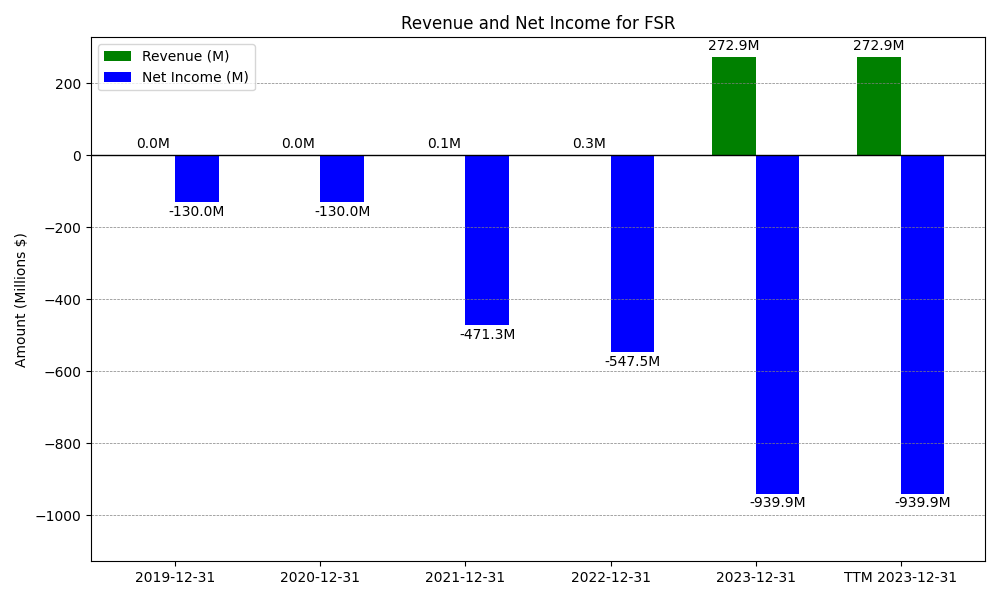 Revenue and Net Income for FSR
Revenue (M)
Net Income (M)
Amount (Millions $)
200
0
−200
−400
−600
−800
−1000
272.9M
272.9M
0.0M
0.0M
0.1M
0.3M
-130.0M
-130.0M
-471.3M
-547.5M
-939.9M
-939.9M
2019-12-31
2020-12-31
2021-12-31
2022-12-31
2023-12-31
TTM 2023-12-31